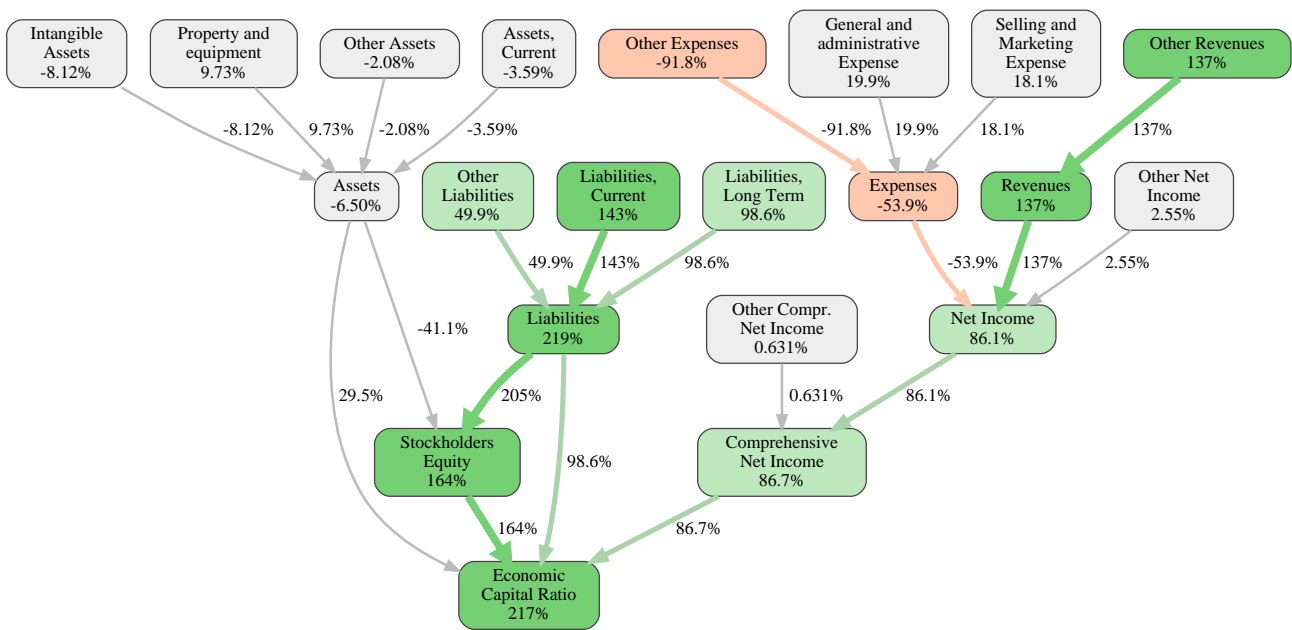 Intangible
Assets
-8.12%
Property and
equipment
9.73%
Other Assets
-2.08%
Assets,
Current
-3.59%
Other Expenses
-91.8%
General and
administrative
Expense
19.9%
Selling and
Marketing
Expense
18.1%
Other Revenues
137%
-8.12%
9.73%
-2.08%
-3.59%
-91.8%
19.9%
18.1%
137%
Assets
-6.50%
Other
Liabilities
49.9%
Liabilities,
Current
143%
Liabilities,
Long Term
98.6%
Expenses
-53.9%
Revenues
137%
Other Net
Income
2.55%
49.9%
143%
98.6%
-53.9%
137%
2.55%
Liabilities
219%
Other Compr.
Net Income
0.631%
Net Income
86.1%
-41.1%
29.5%
205%
0.631%
86.1%
Stockholders
Equity
164%
98.6%
Comprehensive
Net Income
86.7%
164%
86.7%
Economic
Capital Ratio
217%